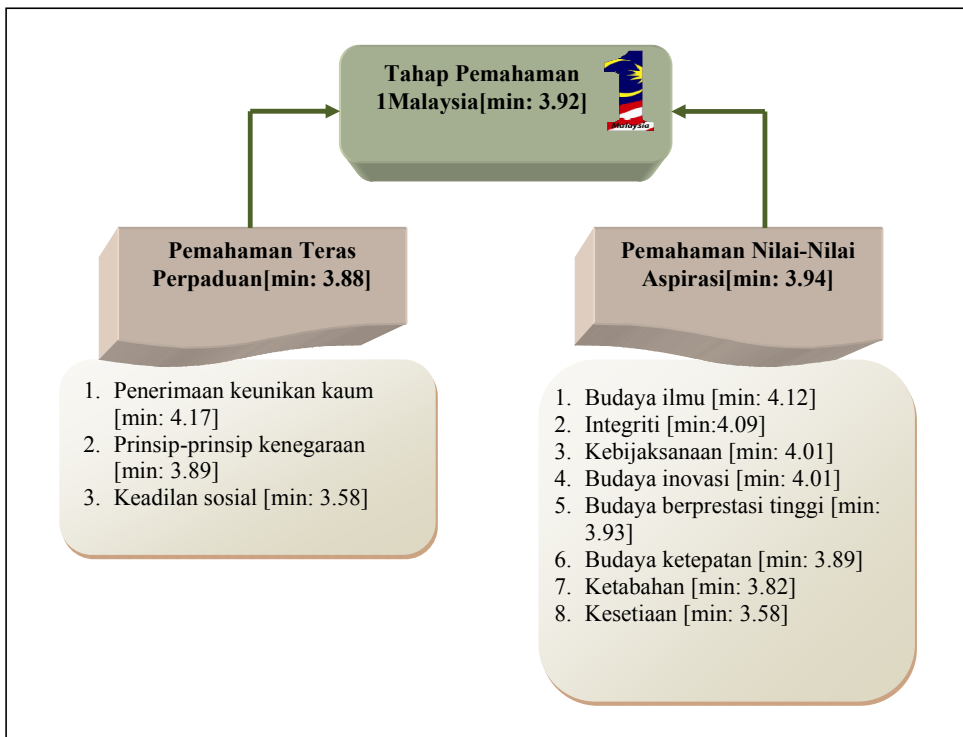 Tahap Pemahaman
1Malaysia[min: 3.92]
1
Malaysia
Pemahaman Teras
Perpaduan[min: 3.88]
Pemahaman Nilai-Nilai
Aspirasi[min: 3.94]
1. Penerimaan keunikan kaum
[min: 4.17]
2. Prinsip-prinsip kenegaraan
[min: 3.89]
3. Keadilan sosial [min: 3.58]
1. Budaya ilmu [min: 4.12]
2. Integriti [min:4.09]
3. Kebijaksanaan [min: 4.01]
4. Budaya inovasi [min: 4.01]
5. Budaya berprestasi tinggi [min:
3.93]
6. Budaya ketepatan [min: 3.89]
7. Ketabahan [min: 3.82]
8. Kesetiaan [min: 3.58]